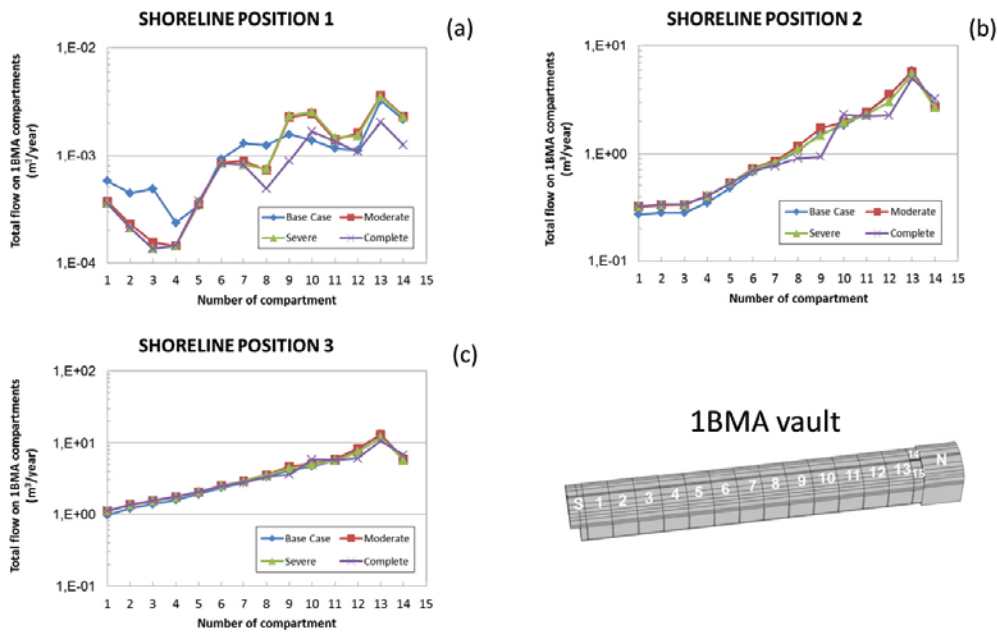 SHORELINE POSITION 1
(a)
Total flow on 1BMA compartments
(m³/year)
1,E-02
1,E-03
1,E-04
Base Case
Moderate
Severe
Complete
1 2 3 4 5 6 7 8 9 10 11 12 13 14 15
Number of compartment
SHORELINE POSITION 2
(b)
Total flow on 1BMA compartments
(m³/year)
1,E+01
1,E+00
1,E-01
Base Case
Moderate
Severe
Complete
1 2 3 4 5 6 7 8 9 10 11 12 13 14 15
Number of compartment
SHORELINE POSITION 3
(c)
Total flow on 1BMA compartments
(m³/year)
1,E+02
1,E+01
1,E+00
1,E-01
Base Case
Moderate
Severe
Complete
1 2 3 4 5 6 7 8 9 10 11 12 13 14 15
Number of compartment
1BMA vault
S 1 2 3 4 5 6 7 8 9 10 11 12 13 14 15 N